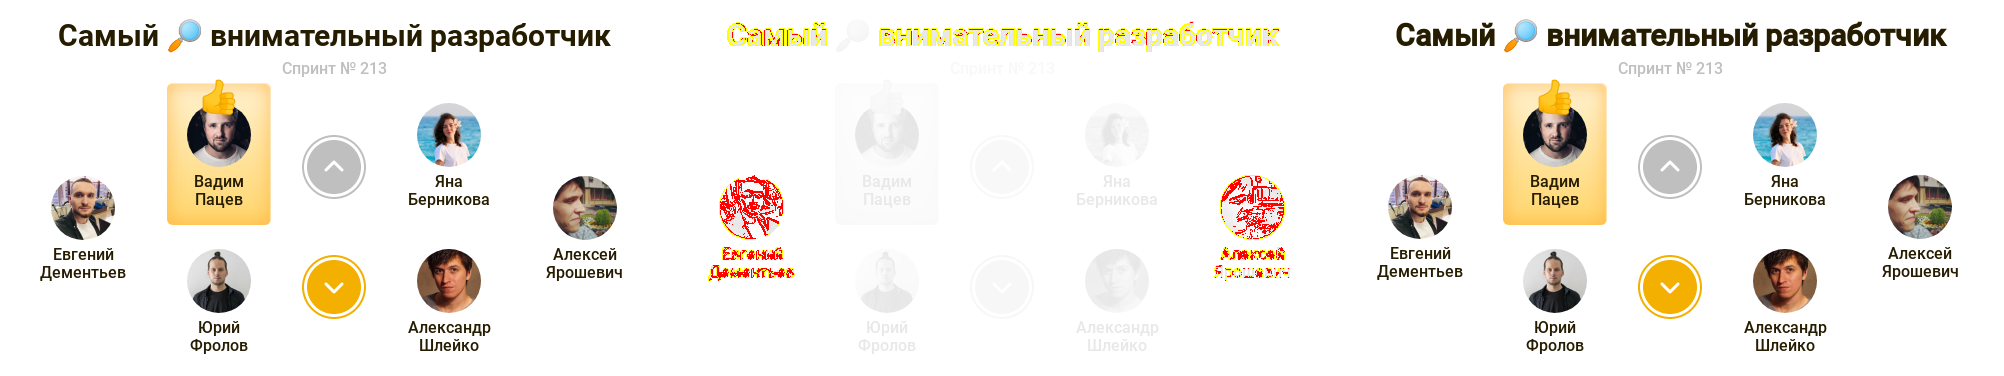 Самый 🔎 внимательный разработчик
Спринт № 213
Вадим
Пацев
Яна
Берникова
Евгений
Дементьев
Алексей
Ярошевич
Юрий
Фролов
Александр
Шлейко
Самый 🔎 внимательный разработчик
Спринт № 213
Вадим
Пацев
Яна
Берникова
Евгений
Дементьев
Алексей
Ярошевич
Юрий
Фролов
Александр
Шлейко
Самый 🔎 внимательный разработчик
Спринт № 213
Вадим
Пацев
Яна
Берникова
Евгений
Дементьев
Алексей
Ярошевич
Юрий
Фролов
Александр
Шлейко